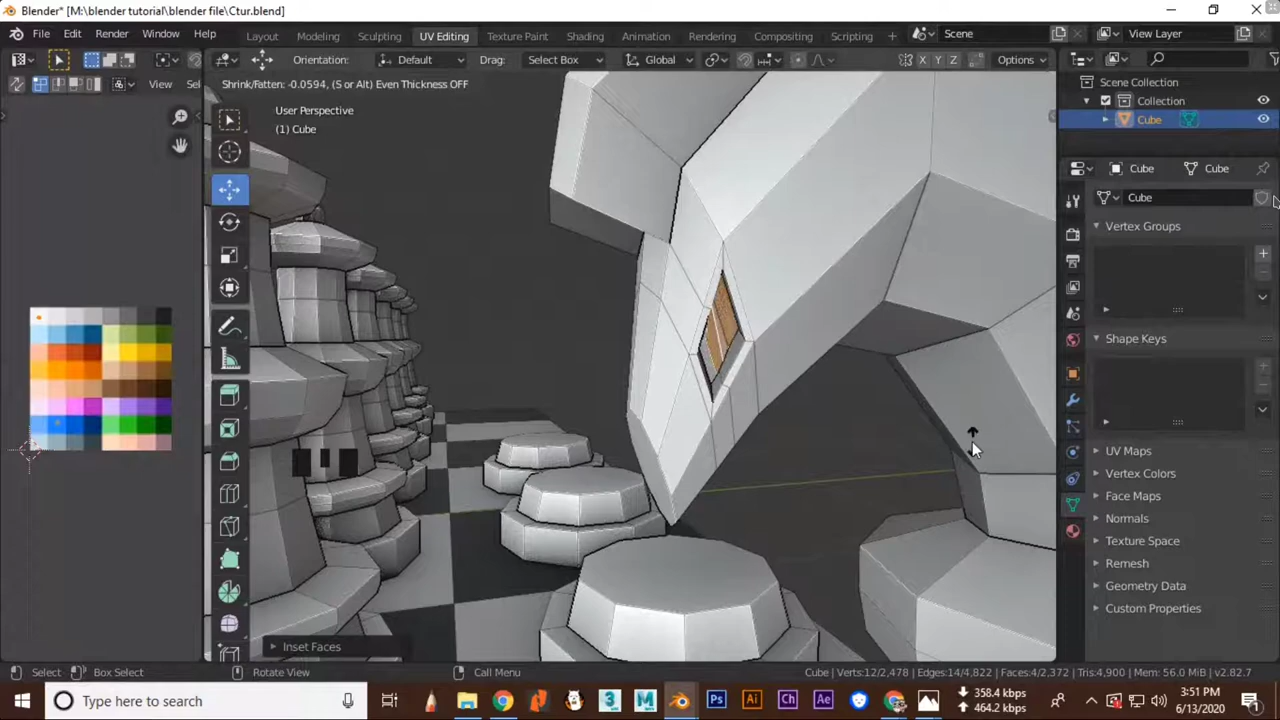 Blender* [M:\blender tutorial\blender file\Ctur.blend]
File Edit Render Window Help Layout Modeling Sculpting UV Editing Texture Paint Shading Animation Rendering Compositing Scripting + Scene View Layer
Orientation: Default Drag: Select Box Global X Y Z Options
View Sel
Shrink/Fatten: -0.0594, (S or Alt) Even Thickness OFF
User Perspective
(1) Cube
Scene Collection
Collection
Cube
Cube Cube
Cube
Vertex Groups
Shape Keys
UV Maps
Vertex Colors
Face Maps
Normals
Texture Space
Remesh
Geometry Data
Custom Properties
Inset Faces
Select Box Select Rotate View Call Menu Cube | Verts:12/2,478 | Edges:14/4,822 | Faces:4/2,372 | Tris:4,900 | Mem: 56.0 MiB | v2.82.7
Type here to search
358.4 kbps
464.2 kbps
3:51 PM
6/13/2020